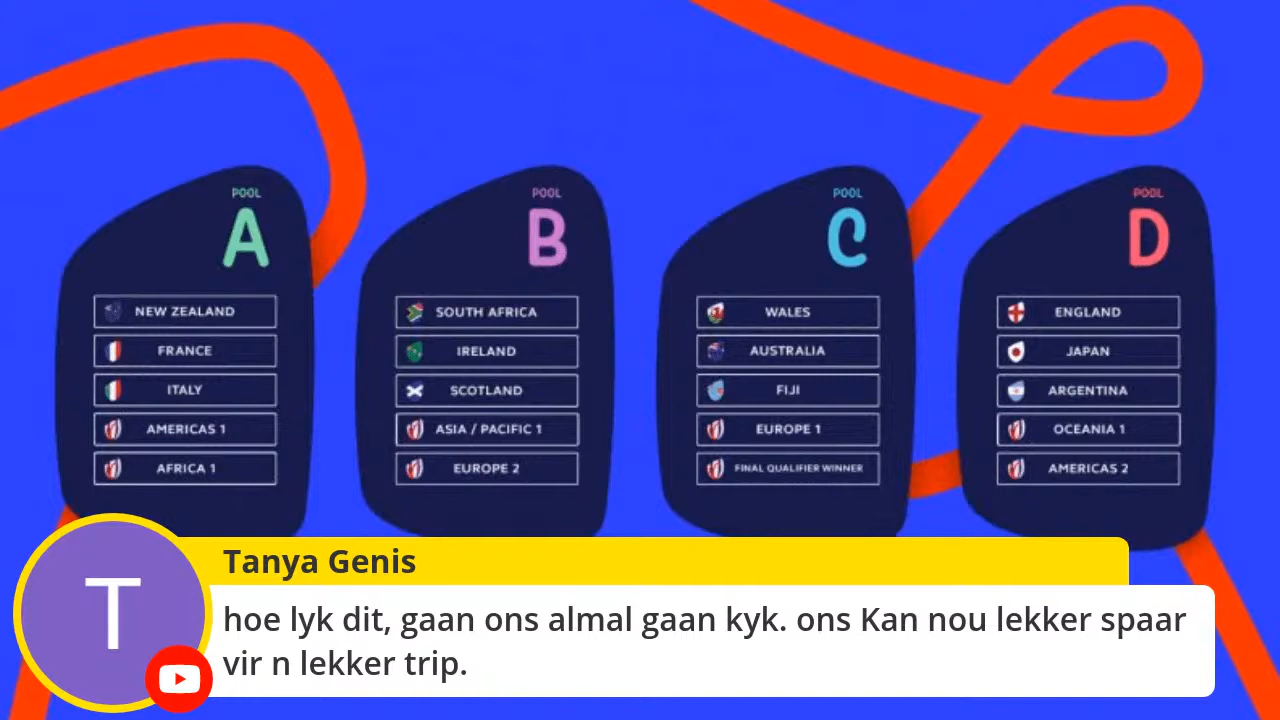 POOL
A
NEW ZEALAND
FRANCE
ITALY
AMERICAS 1
AFRICA 1
POOL
B
SOUTH AFRICA
IRELAND
SCOTLAND
ASIA / PACIFIC 1
EUROPE 2
POOL
C
WALES
AUSTRALIA
FIJI
EUROPE 1
FINAL QUALIFIER WINNER
POOL
D
ENGLAND
JAPAN
ARGENTINA
OCEANIA 1
AMERICAS 2
T
Tanya Genis
hoe lyk dit, gaan ons almal gaan kyk. ons Kan nou lekker spaar
vir n lekker trip.